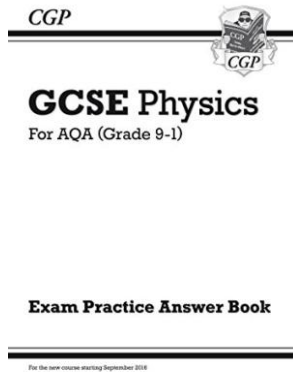 CGP
CGP
GCSE Physics
For AQA (Grade 9-1)
Exam Practice Answer Book
For the new course starting September 2016